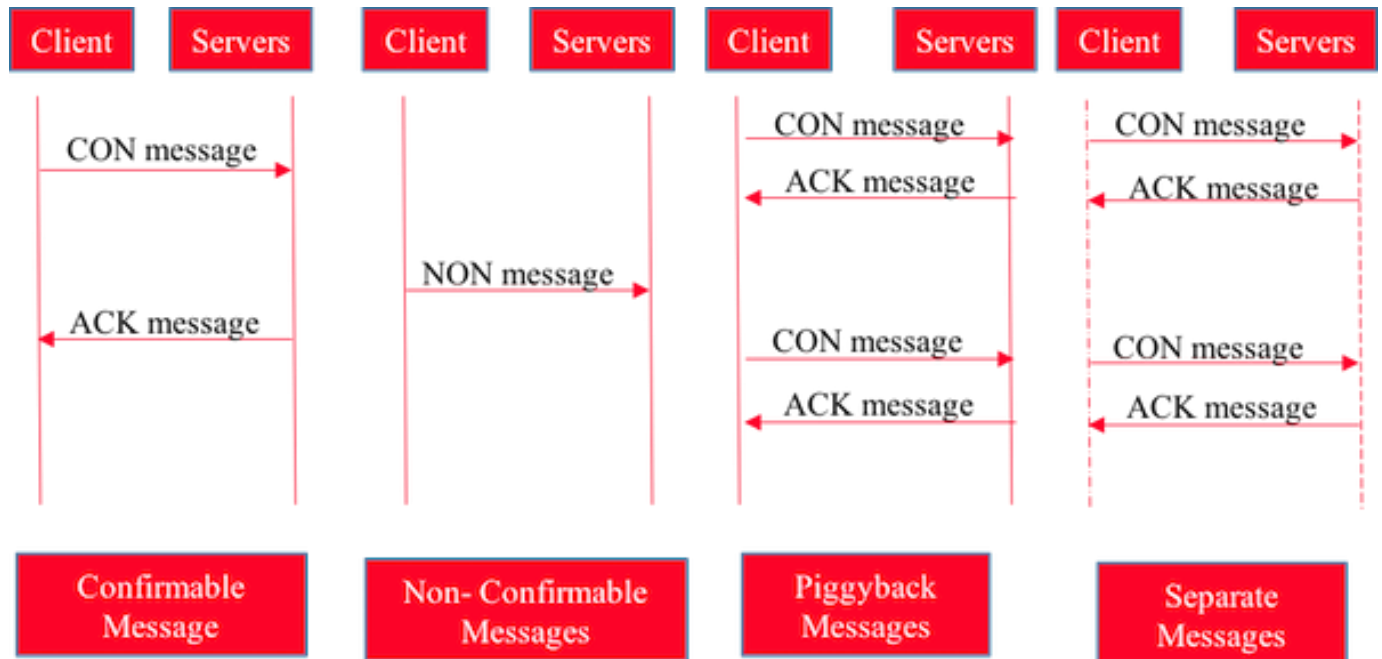 Client
Servers
Client
Servers
Client
Servers
Client
Servers
CON message
ACK message
NON message
CON message
ACK message
CON message
ACK message
CON message
ACK message
CON message
ACK message
Confirmable
Message
Non- Confirmable
Messages
Piggyback
Messages
Separate
Messages